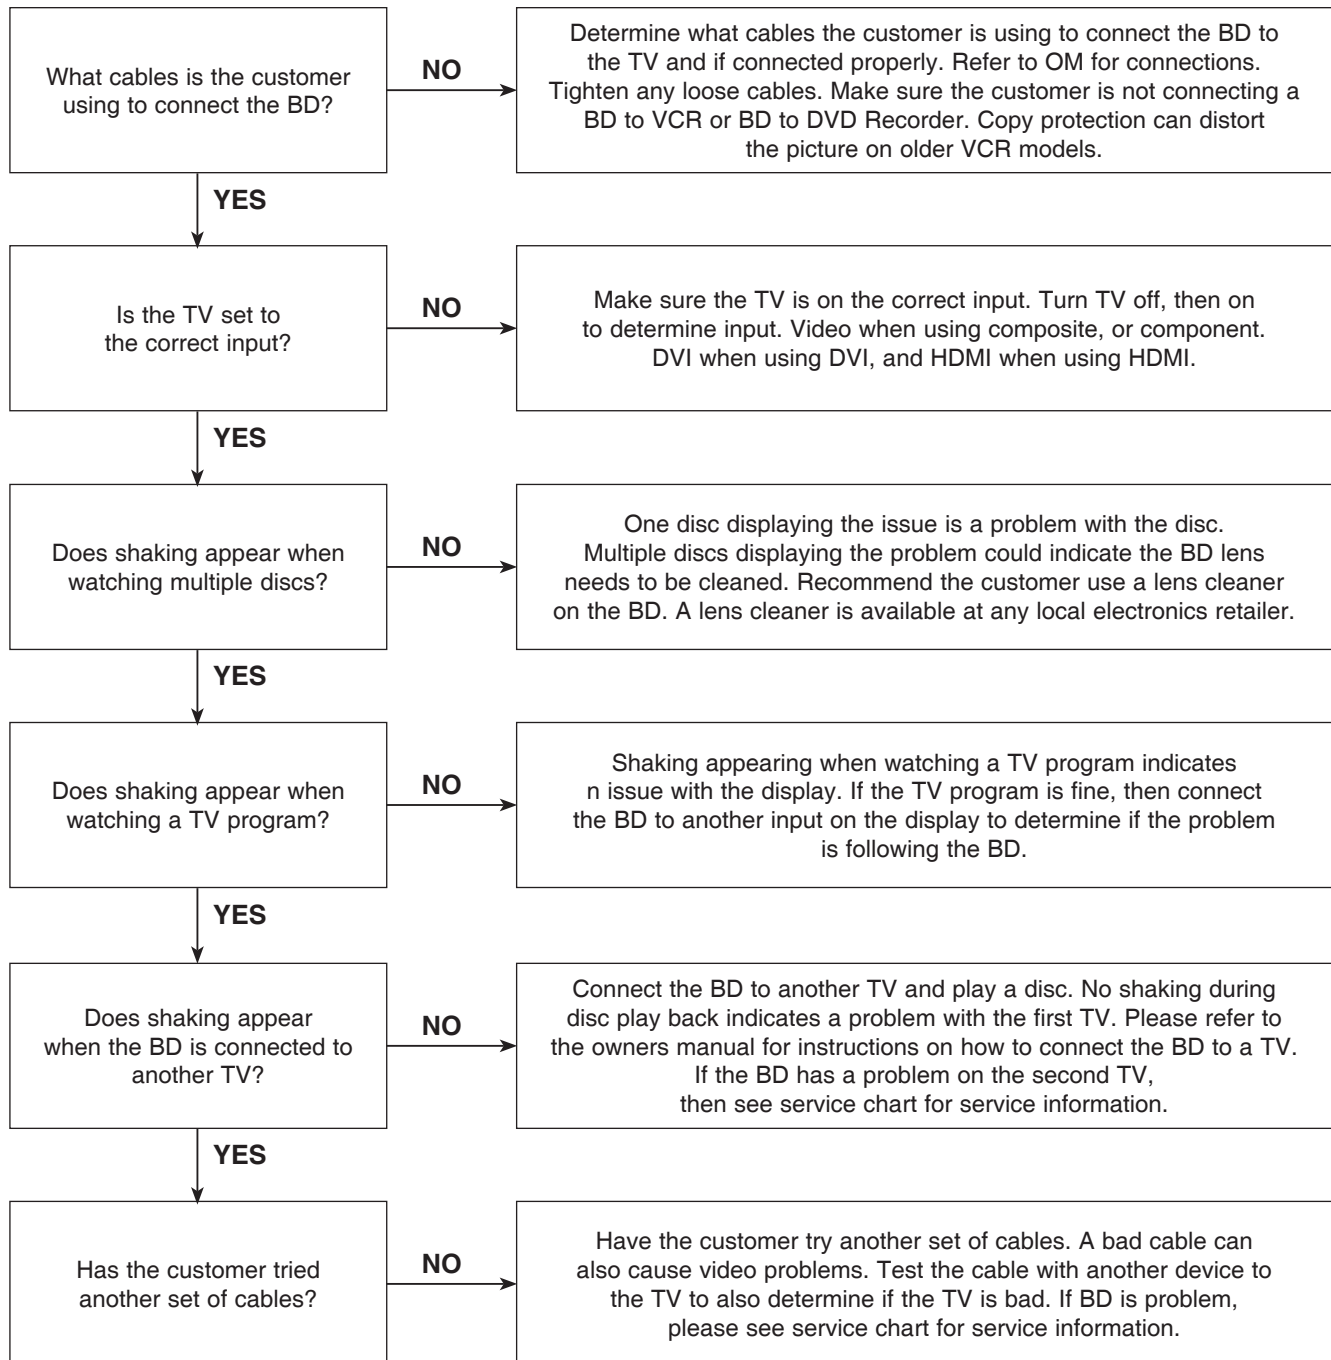 What cables is the customer
using to connect the BD?
NO
Determine what cables the customer is using to connect the BD to
the TV and if connected properly. Refer to OM for connections.
Tighten any loose cables. Make sure the customer is not connecting a
BD to VCR or BD to DVD Recorder. Copy protection can distort
the picture on older VCR models.
YES
Is the TV set to
the correct input?
NO
Make sure the TV is on the correct input. Turn TV off, then on
to determine input. Video when using composite, or component.
DVI when using DVI, and HDMI when using HDMI.
YES
Does shaking appear when
watching multiple discs?
NO
One disc displaying the issue is a problem with the disc.
Multiple discs displaying the problem could indicate the BD lens
needs to be cleaned. Recommend the customer use a lens cleaner
on the BD. A lens cleaner is available at any local electronics retailer.
YES
Does shaking appear when
watching a TV program?
NO
Shaking appearing when watching a TV program indicates
n issue with the display. If the TV program is fine, then connect
the BD to another input on the display to determine if the problem
is following the BD.
YES
Does shaking appear
when the BD is connected to
another TV?
NO
Connect the BD to another TV and play a disc. No shaking during
disc play back indicates a problem with the first TV. Please refer to
the owners manual for instructions on how to connect the BD to a TV.
If the BD has a problem on the second TV,
then see service chart for service information.
YES
Has the customer tried
another set of cables?
NO
Have the customer try another set of cables. A bad cable can
also cause video problems. Test the cable with another device to
the TV to also determine if the TV is bad. If BD is problem,
please see service chart for service information.